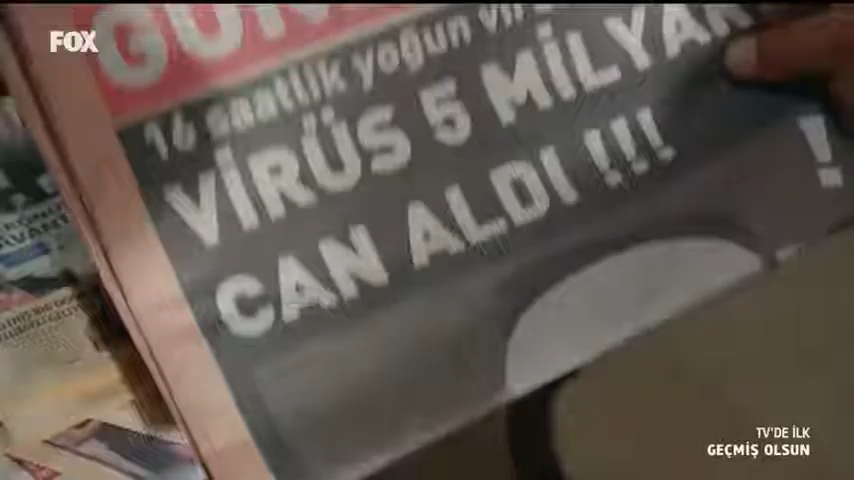 FOX
16 saatlik yoğun
VİRÜS 5 MİLYAR
CAN ALDI !!!
!
TV'DE İLK
GEÇMİŞ OLSUN